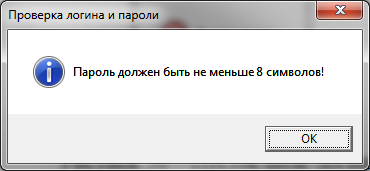 Проверка логина и пароли
Пароль должен быть не меньше 8 символов!
OK